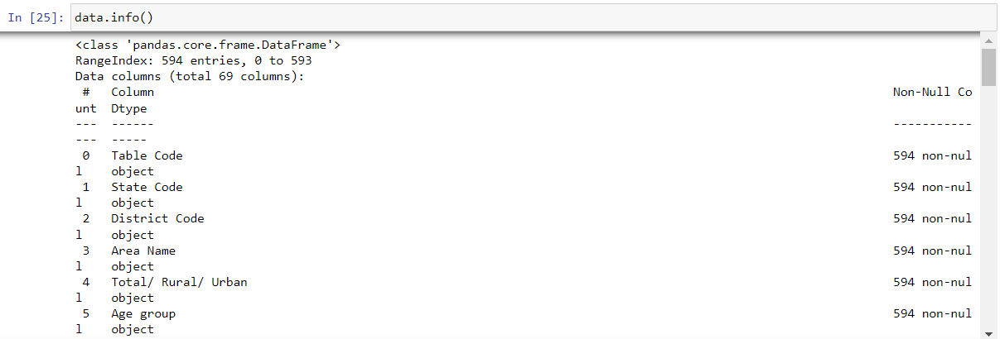 In [25]: data.info()
<class 'pandas.core.frame.DataFrame'>
RangeIndex: 594 entries, 0 to 593
Data columns (total 69 columns):
 #   Column                                                                                                        Non-Null Co
unt  Dtype
---  ------                                                                                                        -----------
---  -----
 0   Table Code                                                                                                    594 non-nul
l    object
 1   State Code                                                                                                    594 non-nul
l    object
 2   District Code                                                                                                 594 non-nul
l    object
 3   Area Name                                                                                                     594 non-nul
l    object
 4   Total/ Rural/ Urban                                                                                           594 non-nul
l    object
 5   Age group                                                                                                     594 non-nul
l    object